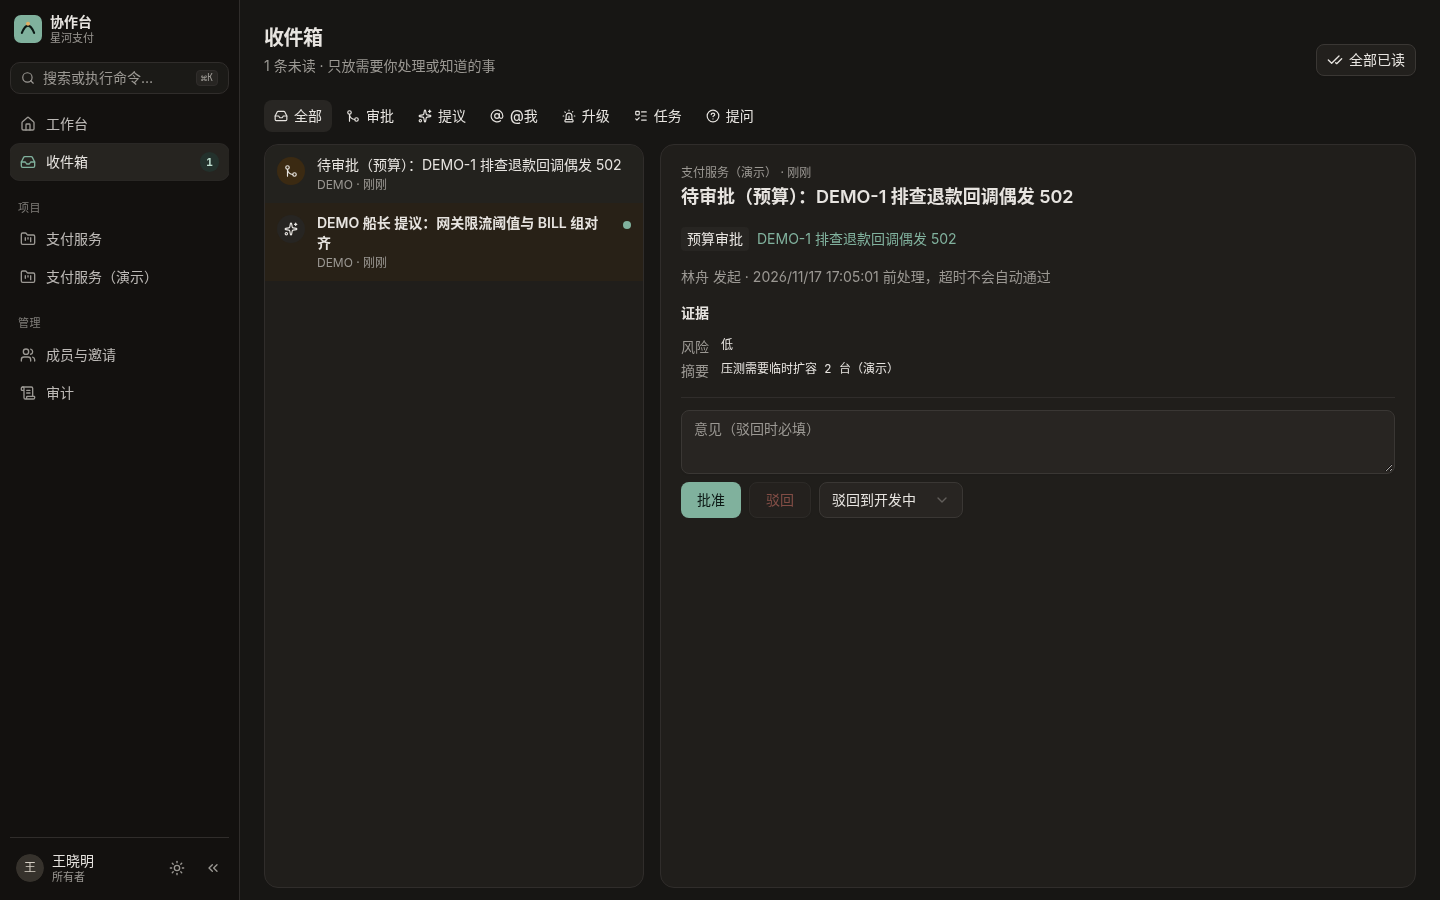 协作台
星河支付
搜索或执行命令... ⌘K
工作台
收件箱 1
项目
支付服务
支付服务（演示）
管理
成员与邀请
审计
王 王晓明
所有者
收件箱
1 条未读 · 只放需要你处理或知道的事
全部已读
全部 审批 提议 @我 升级 任务 提问
待审批（预算）：DEMO-1 排查退款回调偶发 502
DEMO · 刚刚
DEMO 船长 提议：网关限流阈值与 BILL 组对
齐
DEMO · 刚刚
支付服务（演示） · 刚刚
待审批（预算）：DEMO-1 排查退款回调偶发 502
预算审批 DEMO-1 排查退款回调偶发 502
林舟 发起 · 2026/11/17 17:05:01 前处理，超时不会自动通过
证据
风险 低
摘要 压测需要临时扩容 2 台（演示）
意见（驳回时必填）
批准 驳回 驳回到开发中